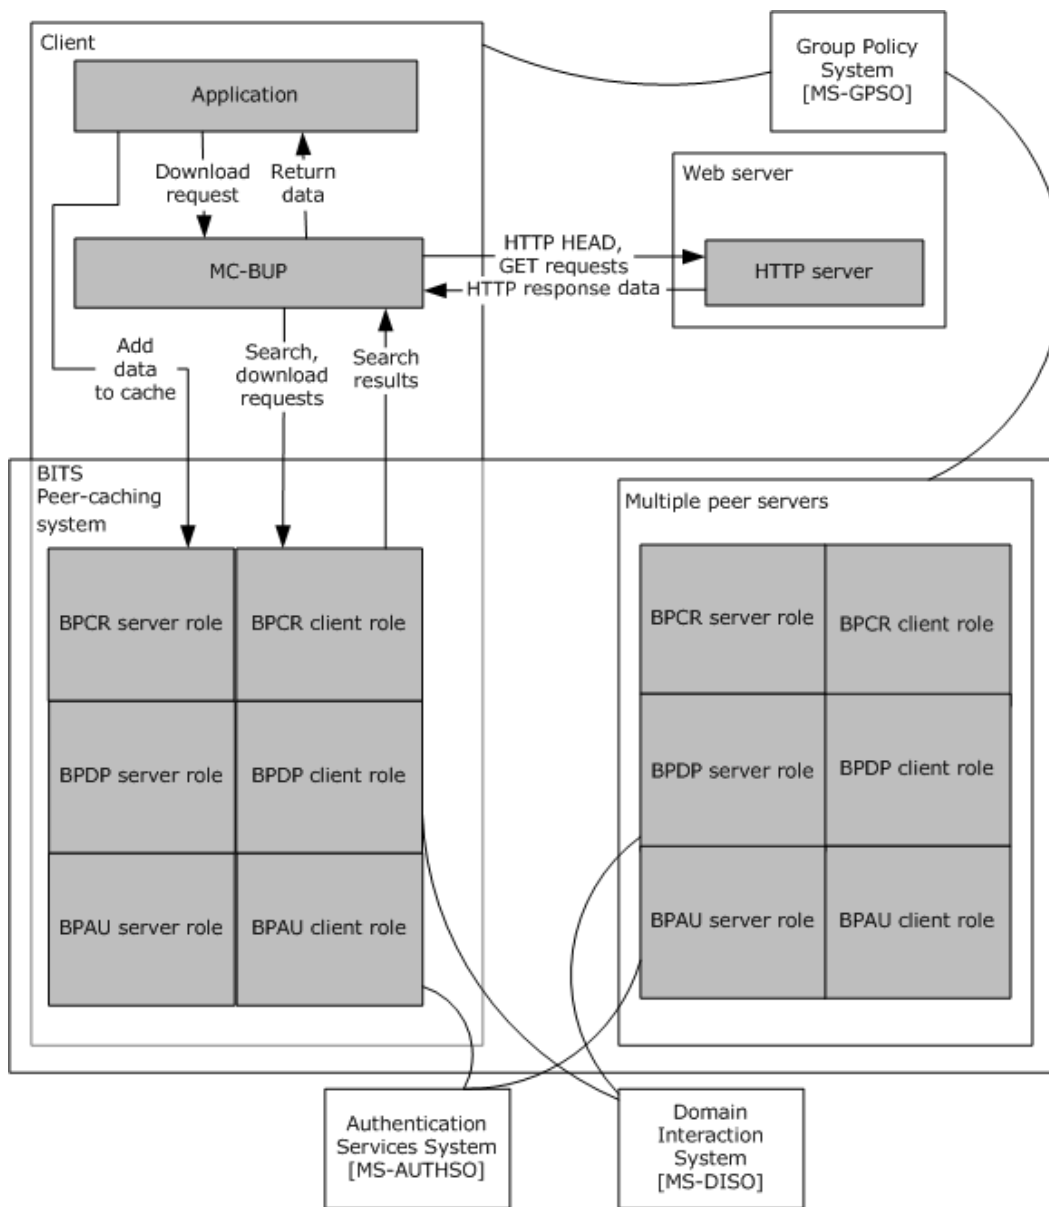 Client
Application
Download
request
Return
data
MC-BUP
Add
data
to cache
Search,
download
requests
Search
results
Group Policy
System
[MS-GPSO]
Web server
HTTP HEAD,
GET requests
HTTP response data
HTTP server
BITS
Peer-caching
system
BPCR server role
BPCR client role
BPDP server role
BPDP client role
BPAU server role
BPAU client role
Multiple peer servers
BPCR server role
BPCR client role
BPDP server role
BPDP client role
BPAU server role
BPAU client role
Authentication
Services System
[MS-AUTHSO]
Domain
Interaction
System
[MS-DISO]